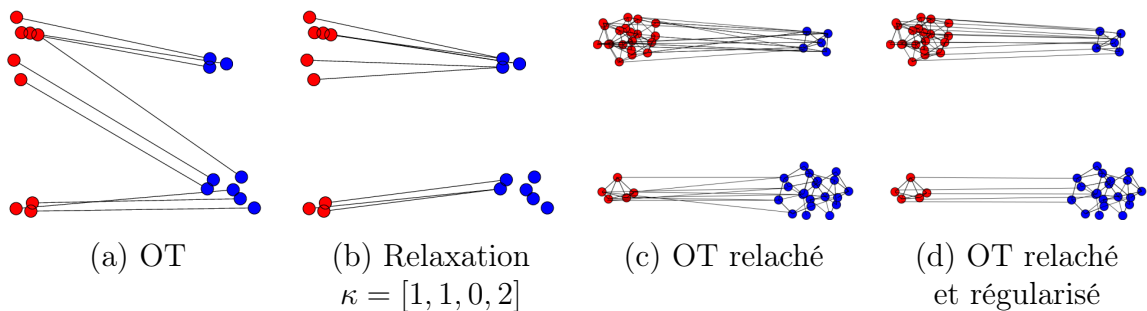 (a) OT
(b) Relaxation
κ = [1, 1, 0, 2]
(c) OT relaché
(d) OT relaché
et régularisé